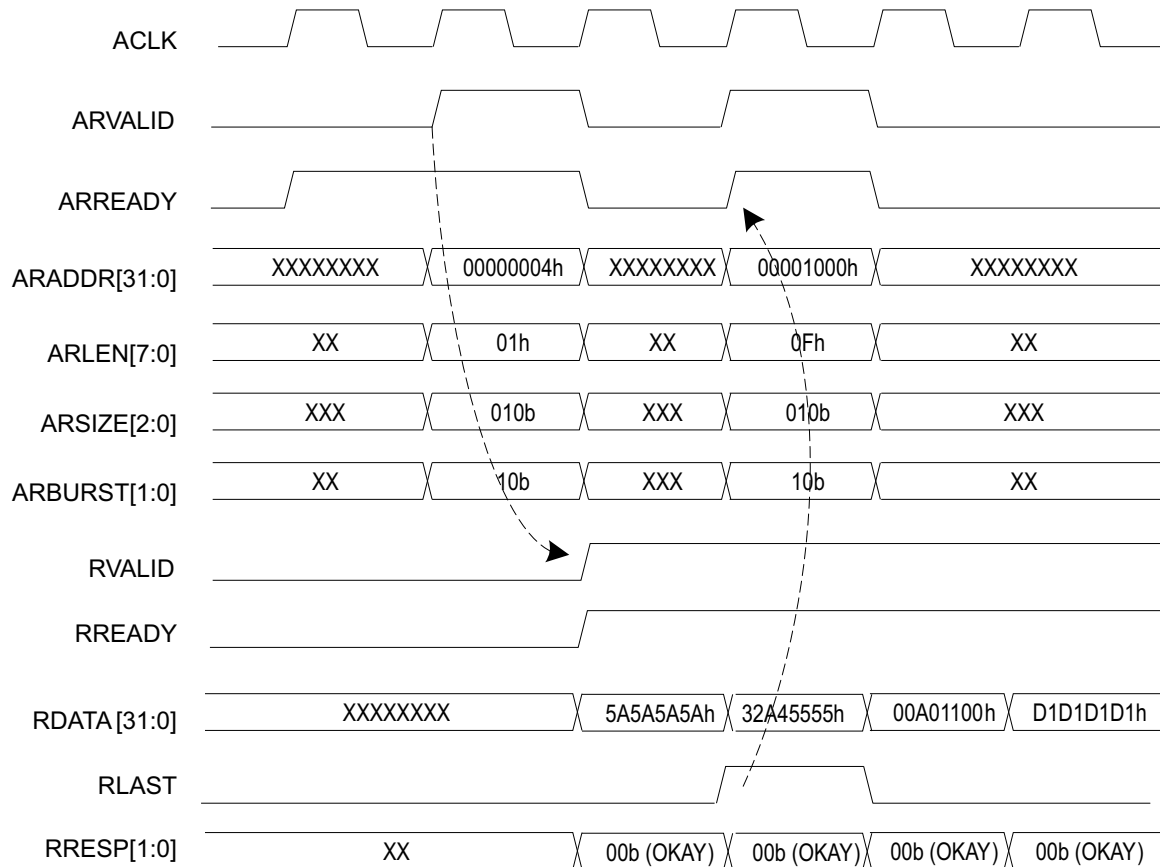 ACLK
ARVALID
ARREADY
ARADDR[31:0] XXXXXXXX 00000004h XXXXXXXX 00001000h XXXXXXXX
ARLEN[7:0] XX 01h XX 0Fh XX
ARSIZE[2:0] XXX 010b XXX 010b XXX
ARBURST[1:0] XX 10b XXX 10b XX
RVALID
RREADY
RDATA [31:0] XXXXXXXX 5A5A5A5Ah 32A45555h 00A01100h D1D1D1D1h
RLAST
RRESP[1:0] XX 00b (OKAY) 00b (OKAY) 00b (OKAY) 00b (OKAY)